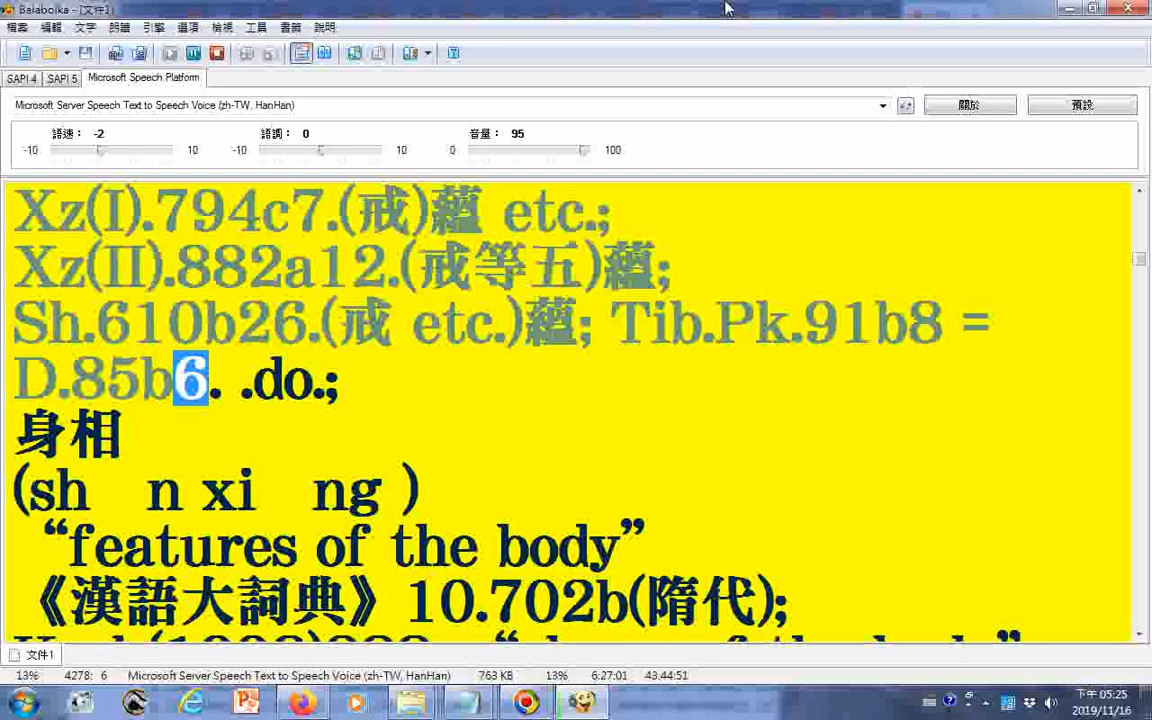 Balabolka - [文件1]
檔案 編輯 文字 朗讀 引擎 選項 檢視 工具 書籤 說明
SAPI 4 SAPI 5 Microsoft Speech Platform
Microsoft Server Speech Text to Speech Voice (zh-TW, HanHan) 關於 預設
語速： -2 語調： 0 音量： 95
-10 10 -10 10 0 100
Xz(I).794c7.(戒)蘊 etc.;
Xz(II).882a12.(戒等五)蘊;
Sh.610b26.(戒 etc.)蘊; Tib.Pk.91b8 =
D.85b6. .do.;
身相
(sh n xi ng )
“features of the body”
《漢語大詞典》10.702b(隋代);
文件1
13% 4278: 6 Microsoft Server Speech Text to Speech Voice (zh-TW, HanHan) 763 KB 13% 6:27:01 43:44:51
下午 05:25
2019/11/16